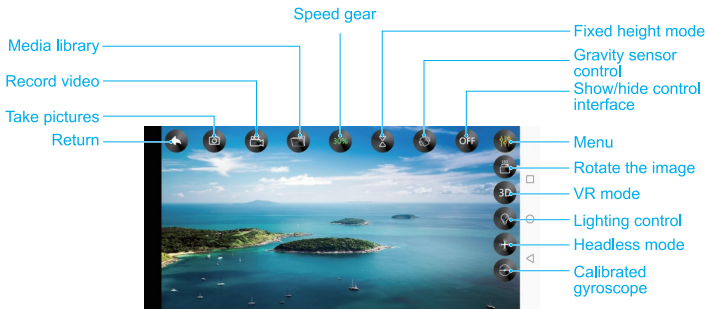 Speed gear
Media library
Record video
Take pictures
Return
Fixed height mode
Gravity sensor
control
Show/hide control
interface
Menu
Rotate the image
VR mode
Lighting control
Headless mode
Calibrated
gyroscope
30%
OFF
3D